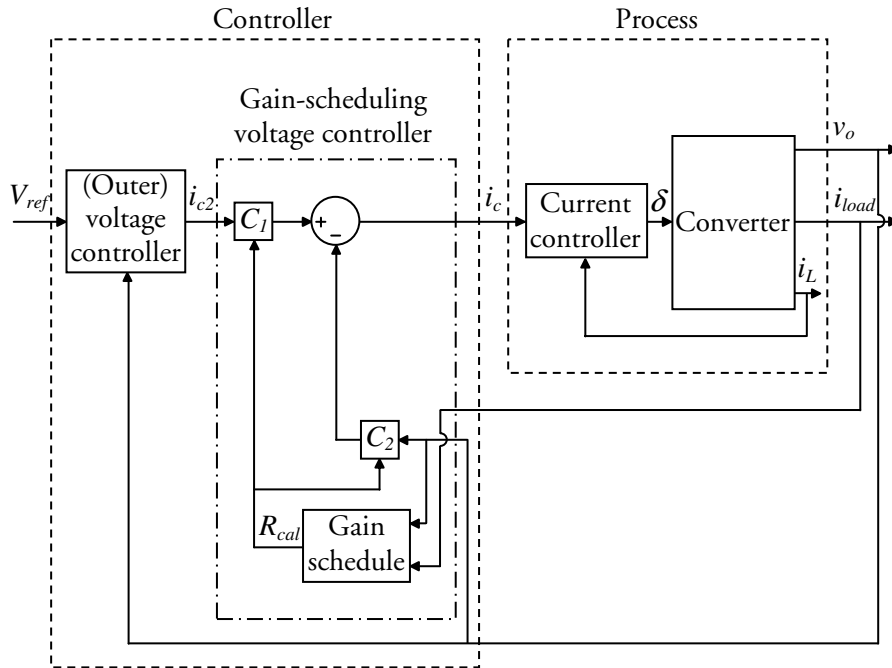 Controller
Process
Gain-scheduling
voltage controller
V_ref
(Outer)
voltage
controller
i_c2
C_1
+
−
i_c
Current
controller
δ
Converter
v_o
i_load
i_L
C_2
R_cal
Gain
schedule